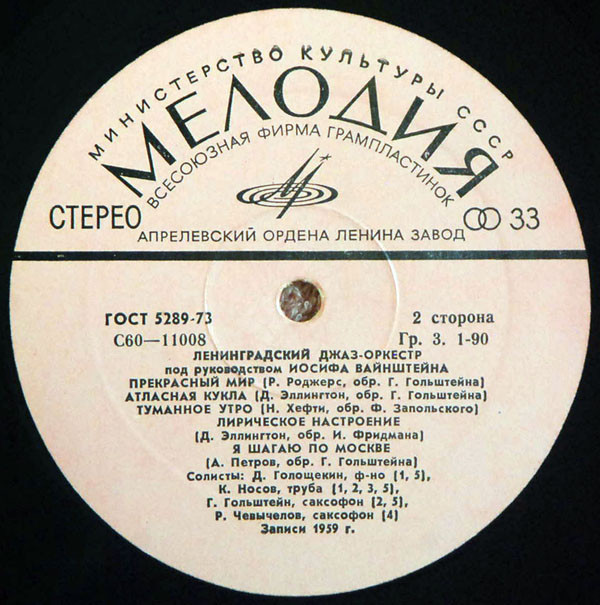 МИНИСТЕРСТВО КУЛЬТУРЫ СССР
МЕЛОДИЯ
ВСЕСОЮЗНАЯ ФИРМА ГРАМПЛАСТИНОК
СТЕРЕО
33
АПРЕЛЕВСКИЙ ОРДЕНА ЛЕНИНА ЗАВОД
ГОСТ 5289-73 2 сторона
С60—11008 Гр. 3. 1-90
ЛЕНИНГРАДСКИЙ ДЖАЗ-ОРКЕСТР
под руководством ИОСИФА ВАЙНШТЕЙНА
ПРЕКРАСНЫЙ МИР (Р. Роджерс, обр. Г. Гольштейна)
АТЛАСНАЯ КУКЛА (Д. Эллингтон, обр. Г. Гольштейна)
ТУМАННОЕ УТРО (Н. Хефти, обр. Ф. Запольского)
ЛИРИЧЕСКОЕ НАСТРОЕНИЕ
(Д. Эллингтон, обр. И. Фридмана)
Я ШАГАЮ ПО МОСКВЕ
(А. Петров, обр. Г. Гольштейна)
Солисты: Д. Голощекин, ф-но (1, 5),
К. Носов, труба (1, 2, 3, 5),
Г. Гольштейн, саксофон (2, 5),
Р. Чевычелов, саксофон (4)
Записи 1959 г.